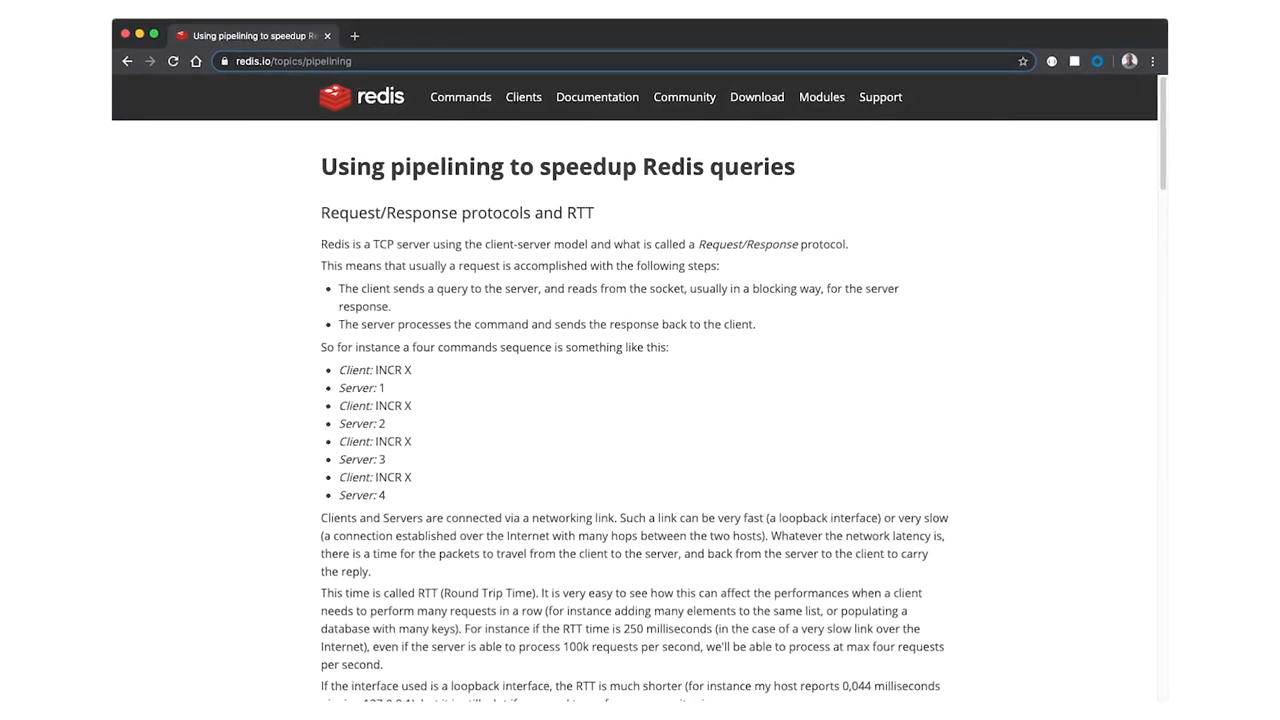 Using pipelining to speedup Re
redis.io/topics/pipelining
redis Commands Clients Documentation Community Download Modules Support
Using pipelining to speedup Redis queries
Request/Response protocols and RTT
Redis is a TCP server using the client-server model and what is called a Request/Response protocol.
This means that usually a request is accomplished with the following steps:
• The client sends a query to the server, and reads from the socket, usually in a blocking way, for the server
response.
• The server processes the command and sends the response back to the client.
So for instance a four commands sequence is something like this:
• Client: INCR X
• Server: 1
• Client: INCR X
• Server: 2
• Client: INCR X
• Server: 3
• Client: INCR X
• Server: 4
Clients and Servers are connected via a networking link. Such a link can be very fast (a loopback interface) or very slow
(a connection established over the Internet with many hops between the two hosts). Whatever the network latency is,
there is a time for the packets to travel from the client to the server, and back from the server to the client to carry
the reply.
This time is called RTT (Round Trip Time). It is very easy to see how this can affect the performances when a client
needs to perform many requests in a row (for instance adding many elements to the same list, or populating a
database with many keys). For instance if the RTT time is 250 milliseconds (in the case of a very slow link over the
Internet), even if the server is able to process 100k requests per second, we'll be able to process at max four requests
per second.
If the interface used is a loopback interface, the RTT is much shorter (for instance my host reports 0,044 milliseconds